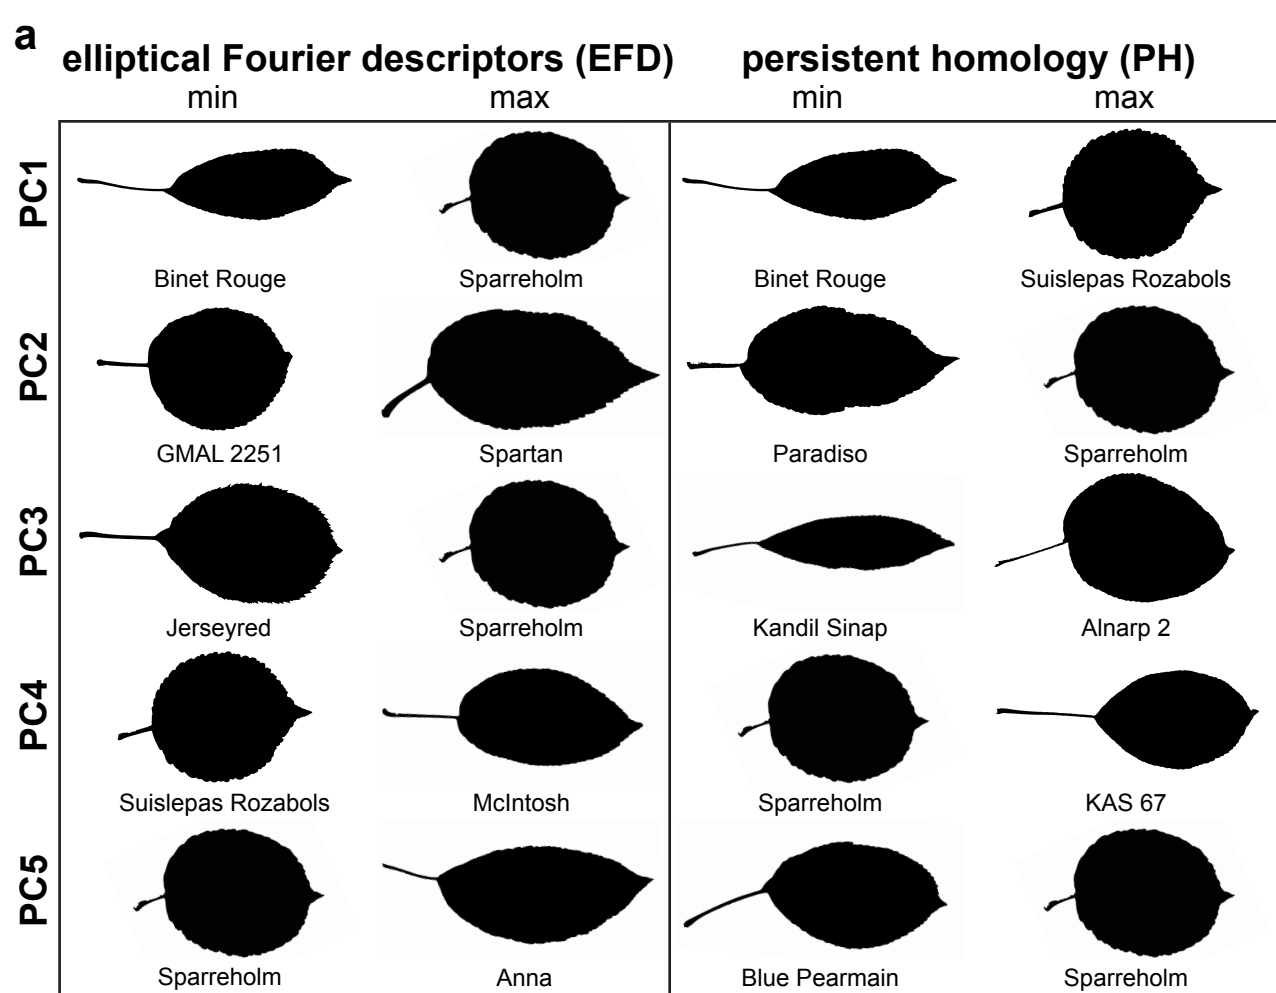 a
elliptical Fourier descriptors (EFD) persistent homology (PH)
min max min max
PC1
Binet Rouge Sparreholm Binet Rouge Suislepas Rozabols
PC2
GMAL 2251 Spartan Paradiso Sparreholm
PC3
Jerseyred Sparreholm Kandil Sinap Alnarp 2
PC4
Suislepas Rozabols McIntosh Sparreholm KAS 67
PC5
Sparreholm Anna Blue Pearmain Sparreholm